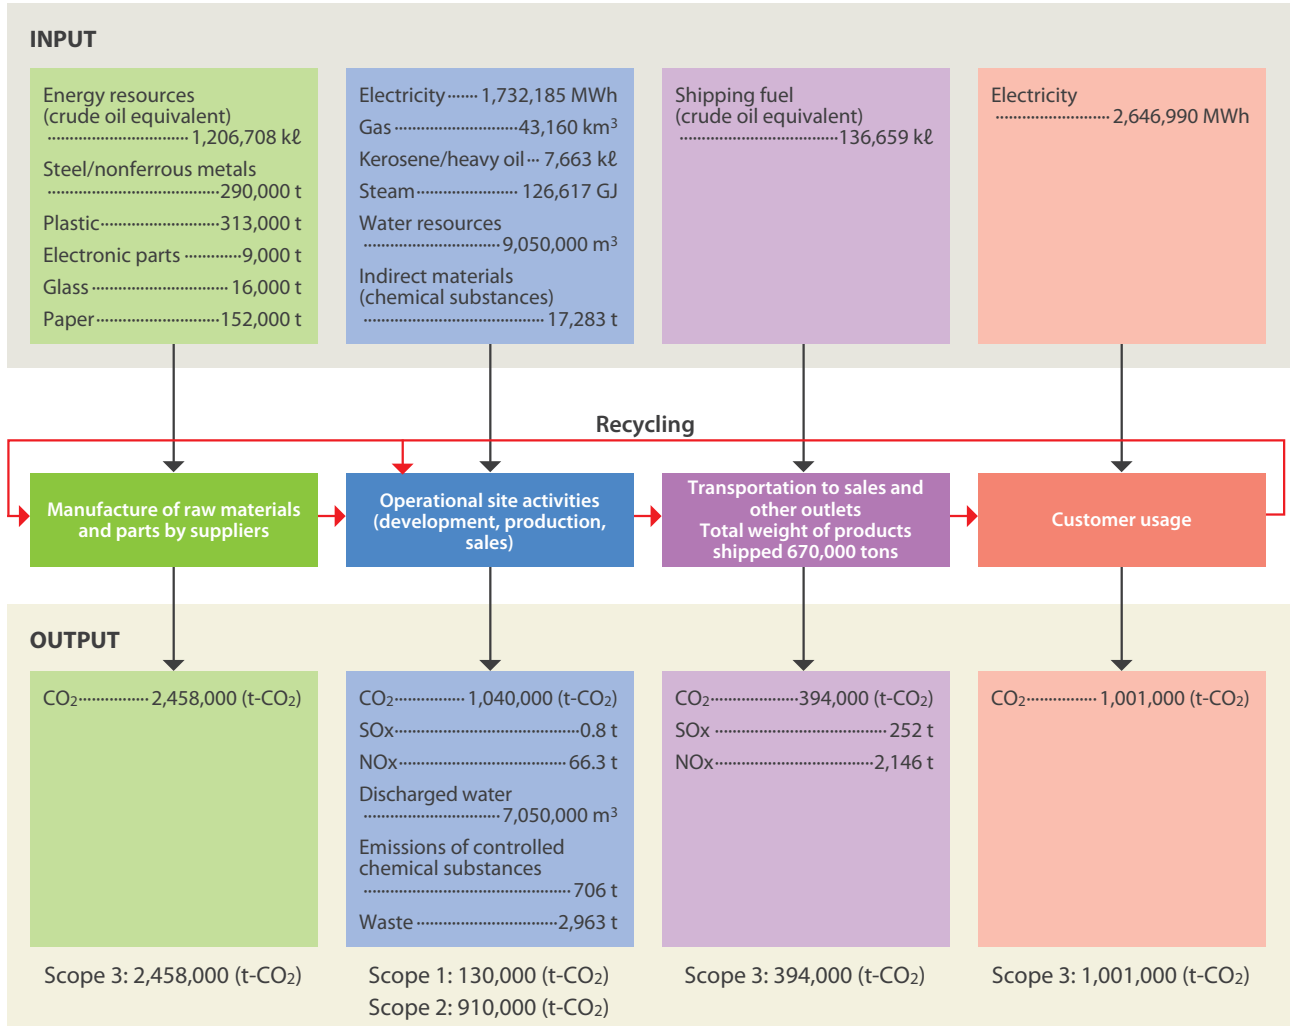 INPUT
Energy resources
(crude oil equivalent)
1,206,708 kℓ
Steel/nonferrous metals
290,000 t
Plastic 313,000 t
Electronic parts 9,000 t
Glass 16,000 t
Paper 152,000 t
Electricity 1,732,185 MWh
Gas 43,160 km³
Kerosene/heavy oil 7,663 kℓ
Steam 126,617 GJ
Water resources
9,050,000 m³
Indirect materials
(chemical substances)
17,283 t
Shipping fuel
(crude oil equivalent)
136,659 kℓ
Electricity
2,646,990 MWh
Recycling
Manufacture of raw materials
and parts by suppliers
Operational site activities
(development, production,
sales)
Transportation to sales and
other outlets
Total weight of products
shipped 670,000 tons
Customer usage
OUTPUT
CO₂ 2,458,000 (t-CO₂)
CO₂ 1,040,000 (t-CO₂)
SOx 0.8 t
NOx 66.3 t
Discharged water
7,050,000 m³
Emissions of controlled
chemical substances
706 t
Waste 2,963 t
CO₂ 394,000 (t-CO₂)
SOx 252 t
NOx 2,146 t
CO₂ 1,001,000 (t-CO₂)
Scope 3: 2,458,000 (t-CO₂)
Scope 1: 130,000 (t-CO₂)
Scope 2: 910,000 (t-CO₂)
Scope 3: 394,000 (t-CO₂)
Scope 3: 1,001,000 (t-CO₂)